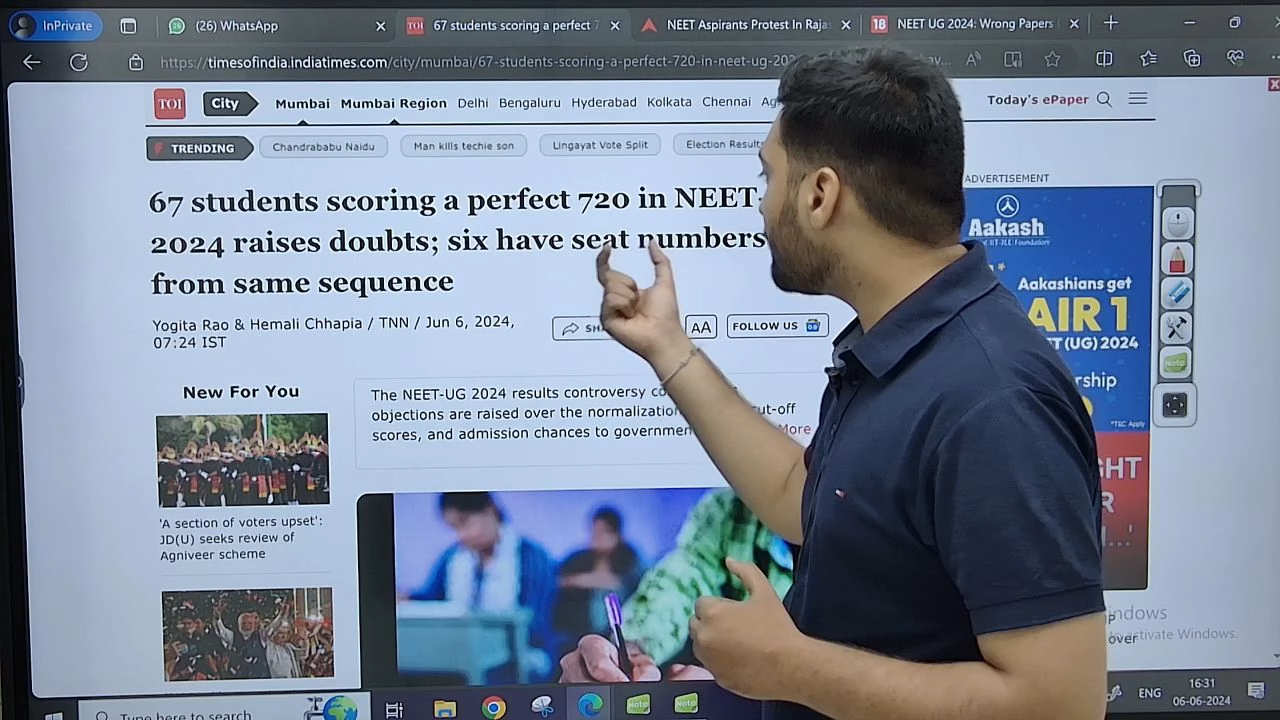 InPrivate
(26) WhatsApp
67 students scoring a perfect 7
NEET Aspirants Protest In Raja
NEET UG 2024: Wrong Papers
https://timesofindia.indiatimes.com/city/mumbai/67-students-scoring-a-perfect-720-in-neet-ug-202
TOI City Mumbai Mumbai Region Delhi Bengaluru Hyderabad Kolkata Chennai
Today's ePaper
TRENDING Chandrababu Naidu Man kills techie son Lingayat Vote Split Election Results
67 students scoring a perfect 720 in NEET-
2024 raises doubts; six have seat numbers
from same sequence
Yogita Rao & Hemali Chhapia / TNN / Jun 6, 2024,
07:24 IST
AA
FOLLOW US
New For You
The NEET-UG 2024 results controversy
objections are raised over the
scores, and admission chances to
More
'A section of voters upset':
JD(U) seeks review of
Agniveer scheme
ADVERTISEMENT
Aakash
Aakashians get
AIR 1
(UG) 2024
*T&C Apply
Note
Type here to search
Note
Note
ENG
16:31
06-06-2024